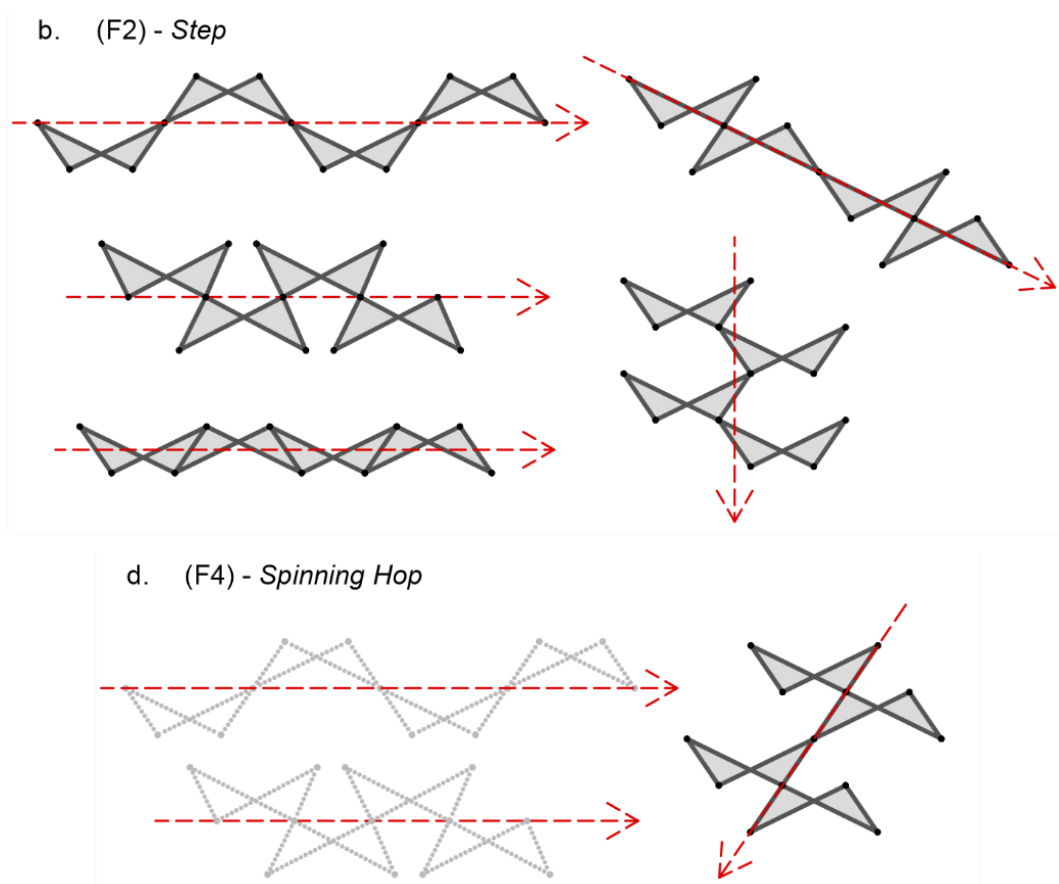 b. (F2) - Step
d. (F4) - Spinning Hop